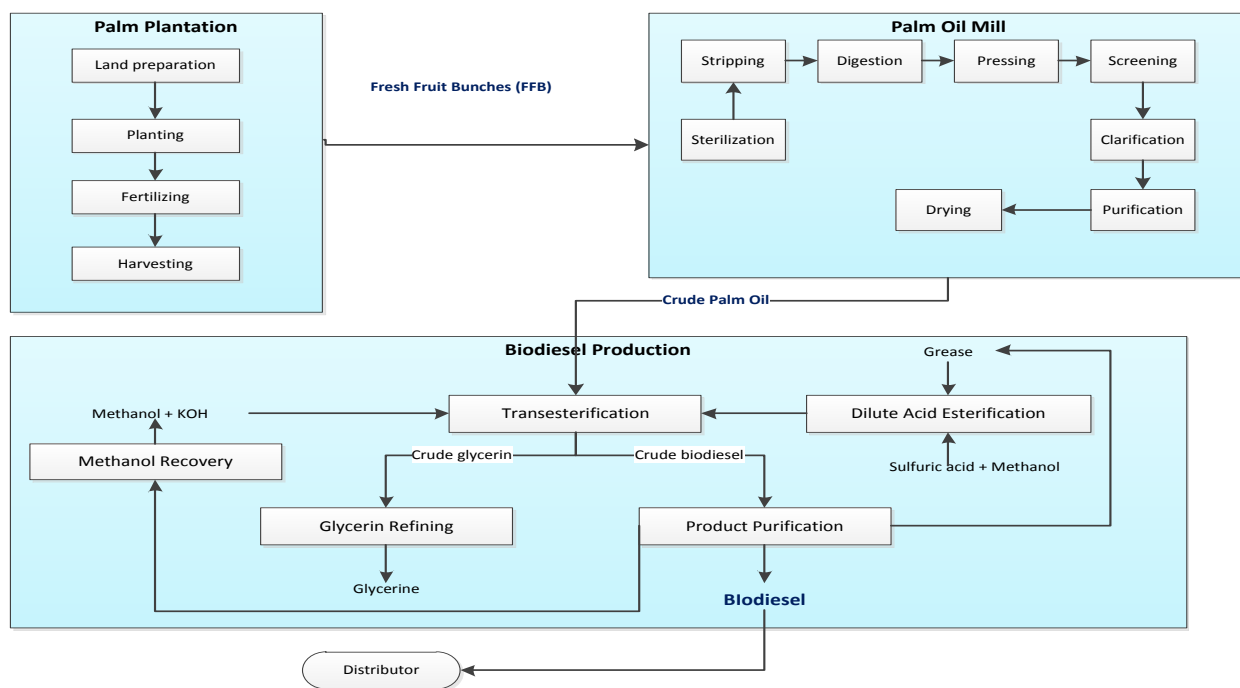 Palm Plantation
Land preparation
Planting
Fertilizing
Harvesting
Fresh Fruit Bunches (FFB)
Palm Oil Mill
Stripping
Digestion
Pressing
Screening
Sterilization
Clarification
Drying
Purification
Crude Palm Oil
Biodiesel Production
Grease
Methanol + KOH
Transesterification
Dilute Acid Esterification
Methanol Recovery
Crude glycerin
Crude biodiesel
Sulfuric acid + Methanol
Glycerin Refining
Product Purification
Glycerine
BIodiesel
Distributor